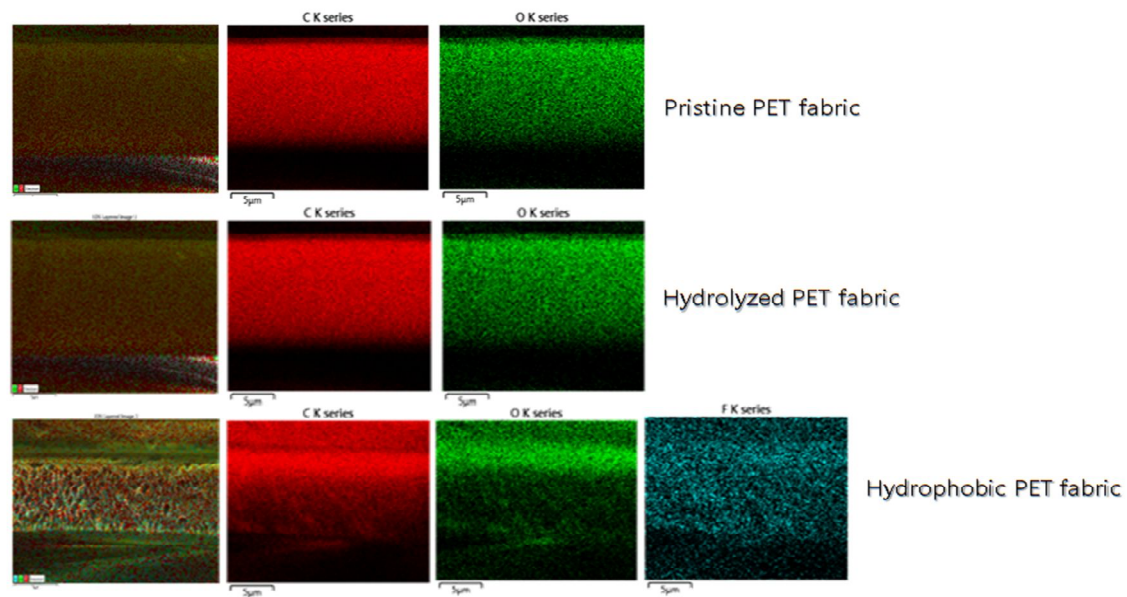 C K series
O K series
Pristine PET fabric
5μm
5μm
C K series
O K series
Hydrolyzed PET fabric
5μm
5μm
C K series
O K series
F K series
Hydrophobic PET fabric
5μm
5μm
5μm